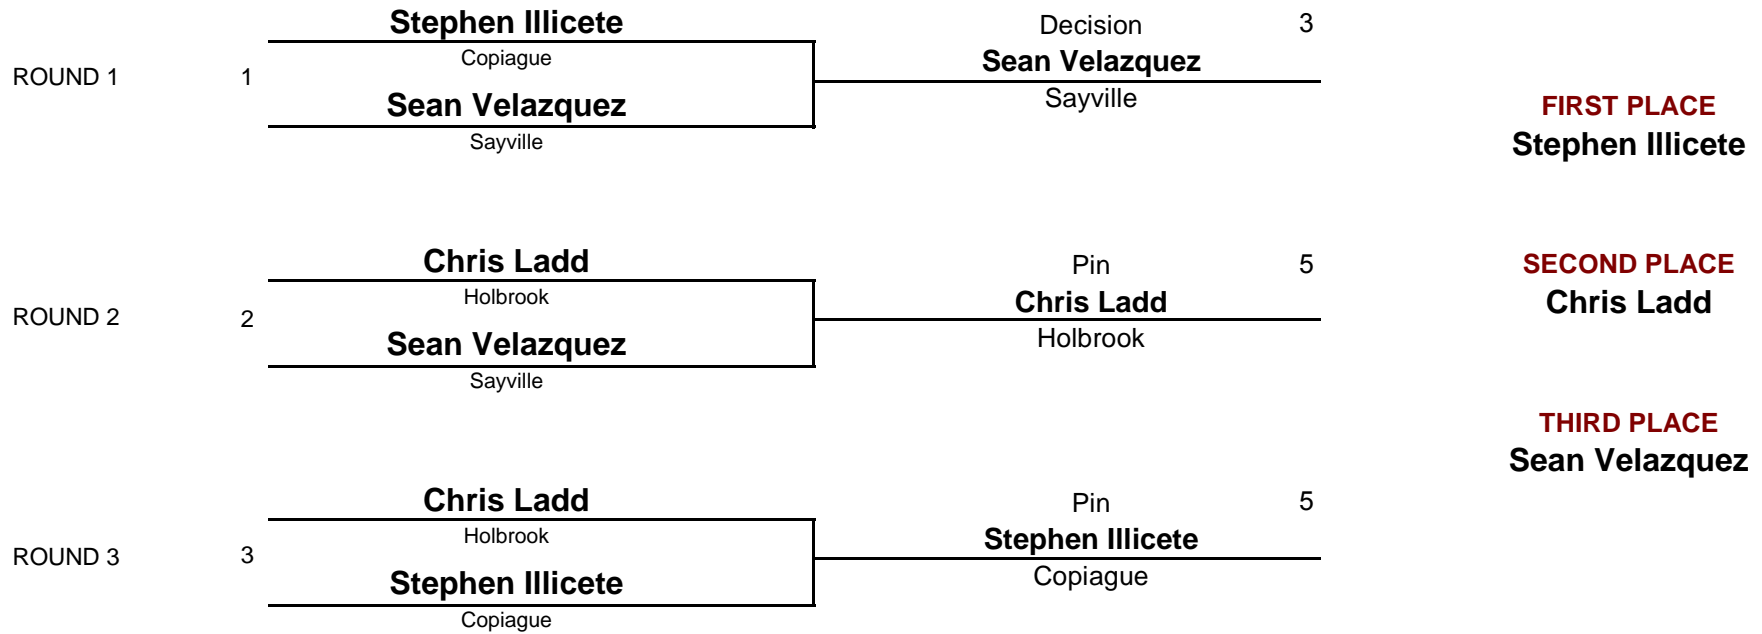 Stephen Illicete
Copiague
ROUND 1
1
Sean Velazquez
Sayville
Decision
3
Sean Velazquez
Sayville
FIRST PLACE
Stephen Illicete
Chris Ladd
Holbrook
ROUND 2
2
Sean Velazquez
Sayville
Pin
5
Chris Ladd
Holbrook
SECOND PLACE
Chris Ladd
THIRD PLACE
Sean Velazquez
Chris Ladd
Holbrook
ROUND 3
3
Stephen Illicete
Copiague
Pin
5
Stephen Illicete
Copiague